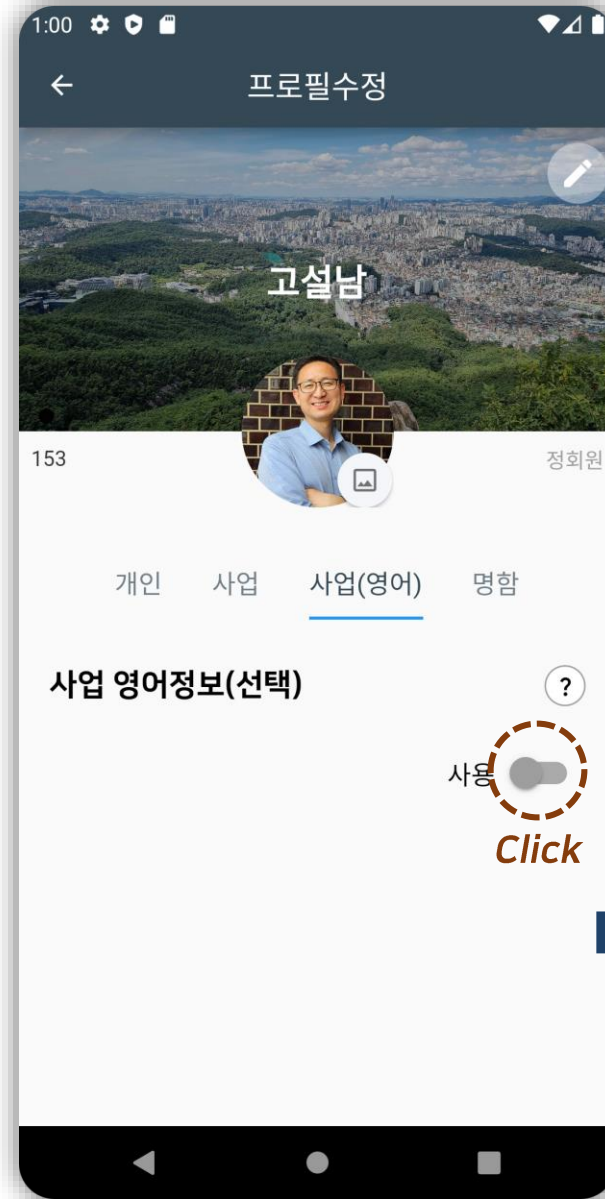 1:00
프로필수정
고설남
153
정회원
개인 사업 사업(영어) 명함
사업 영어정보(선택) ?
사용
Click